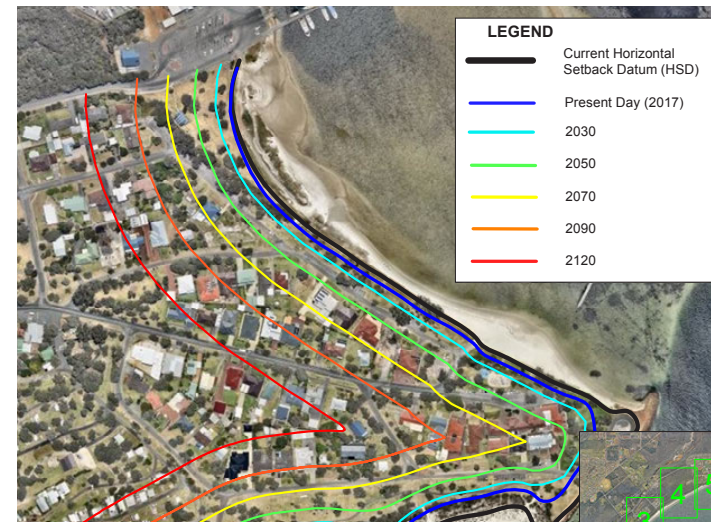 LEGEND
Current Horizontal
Setback Datum (HSD)
Present Day (2017)
2030
2050
2070
2090
2120
4